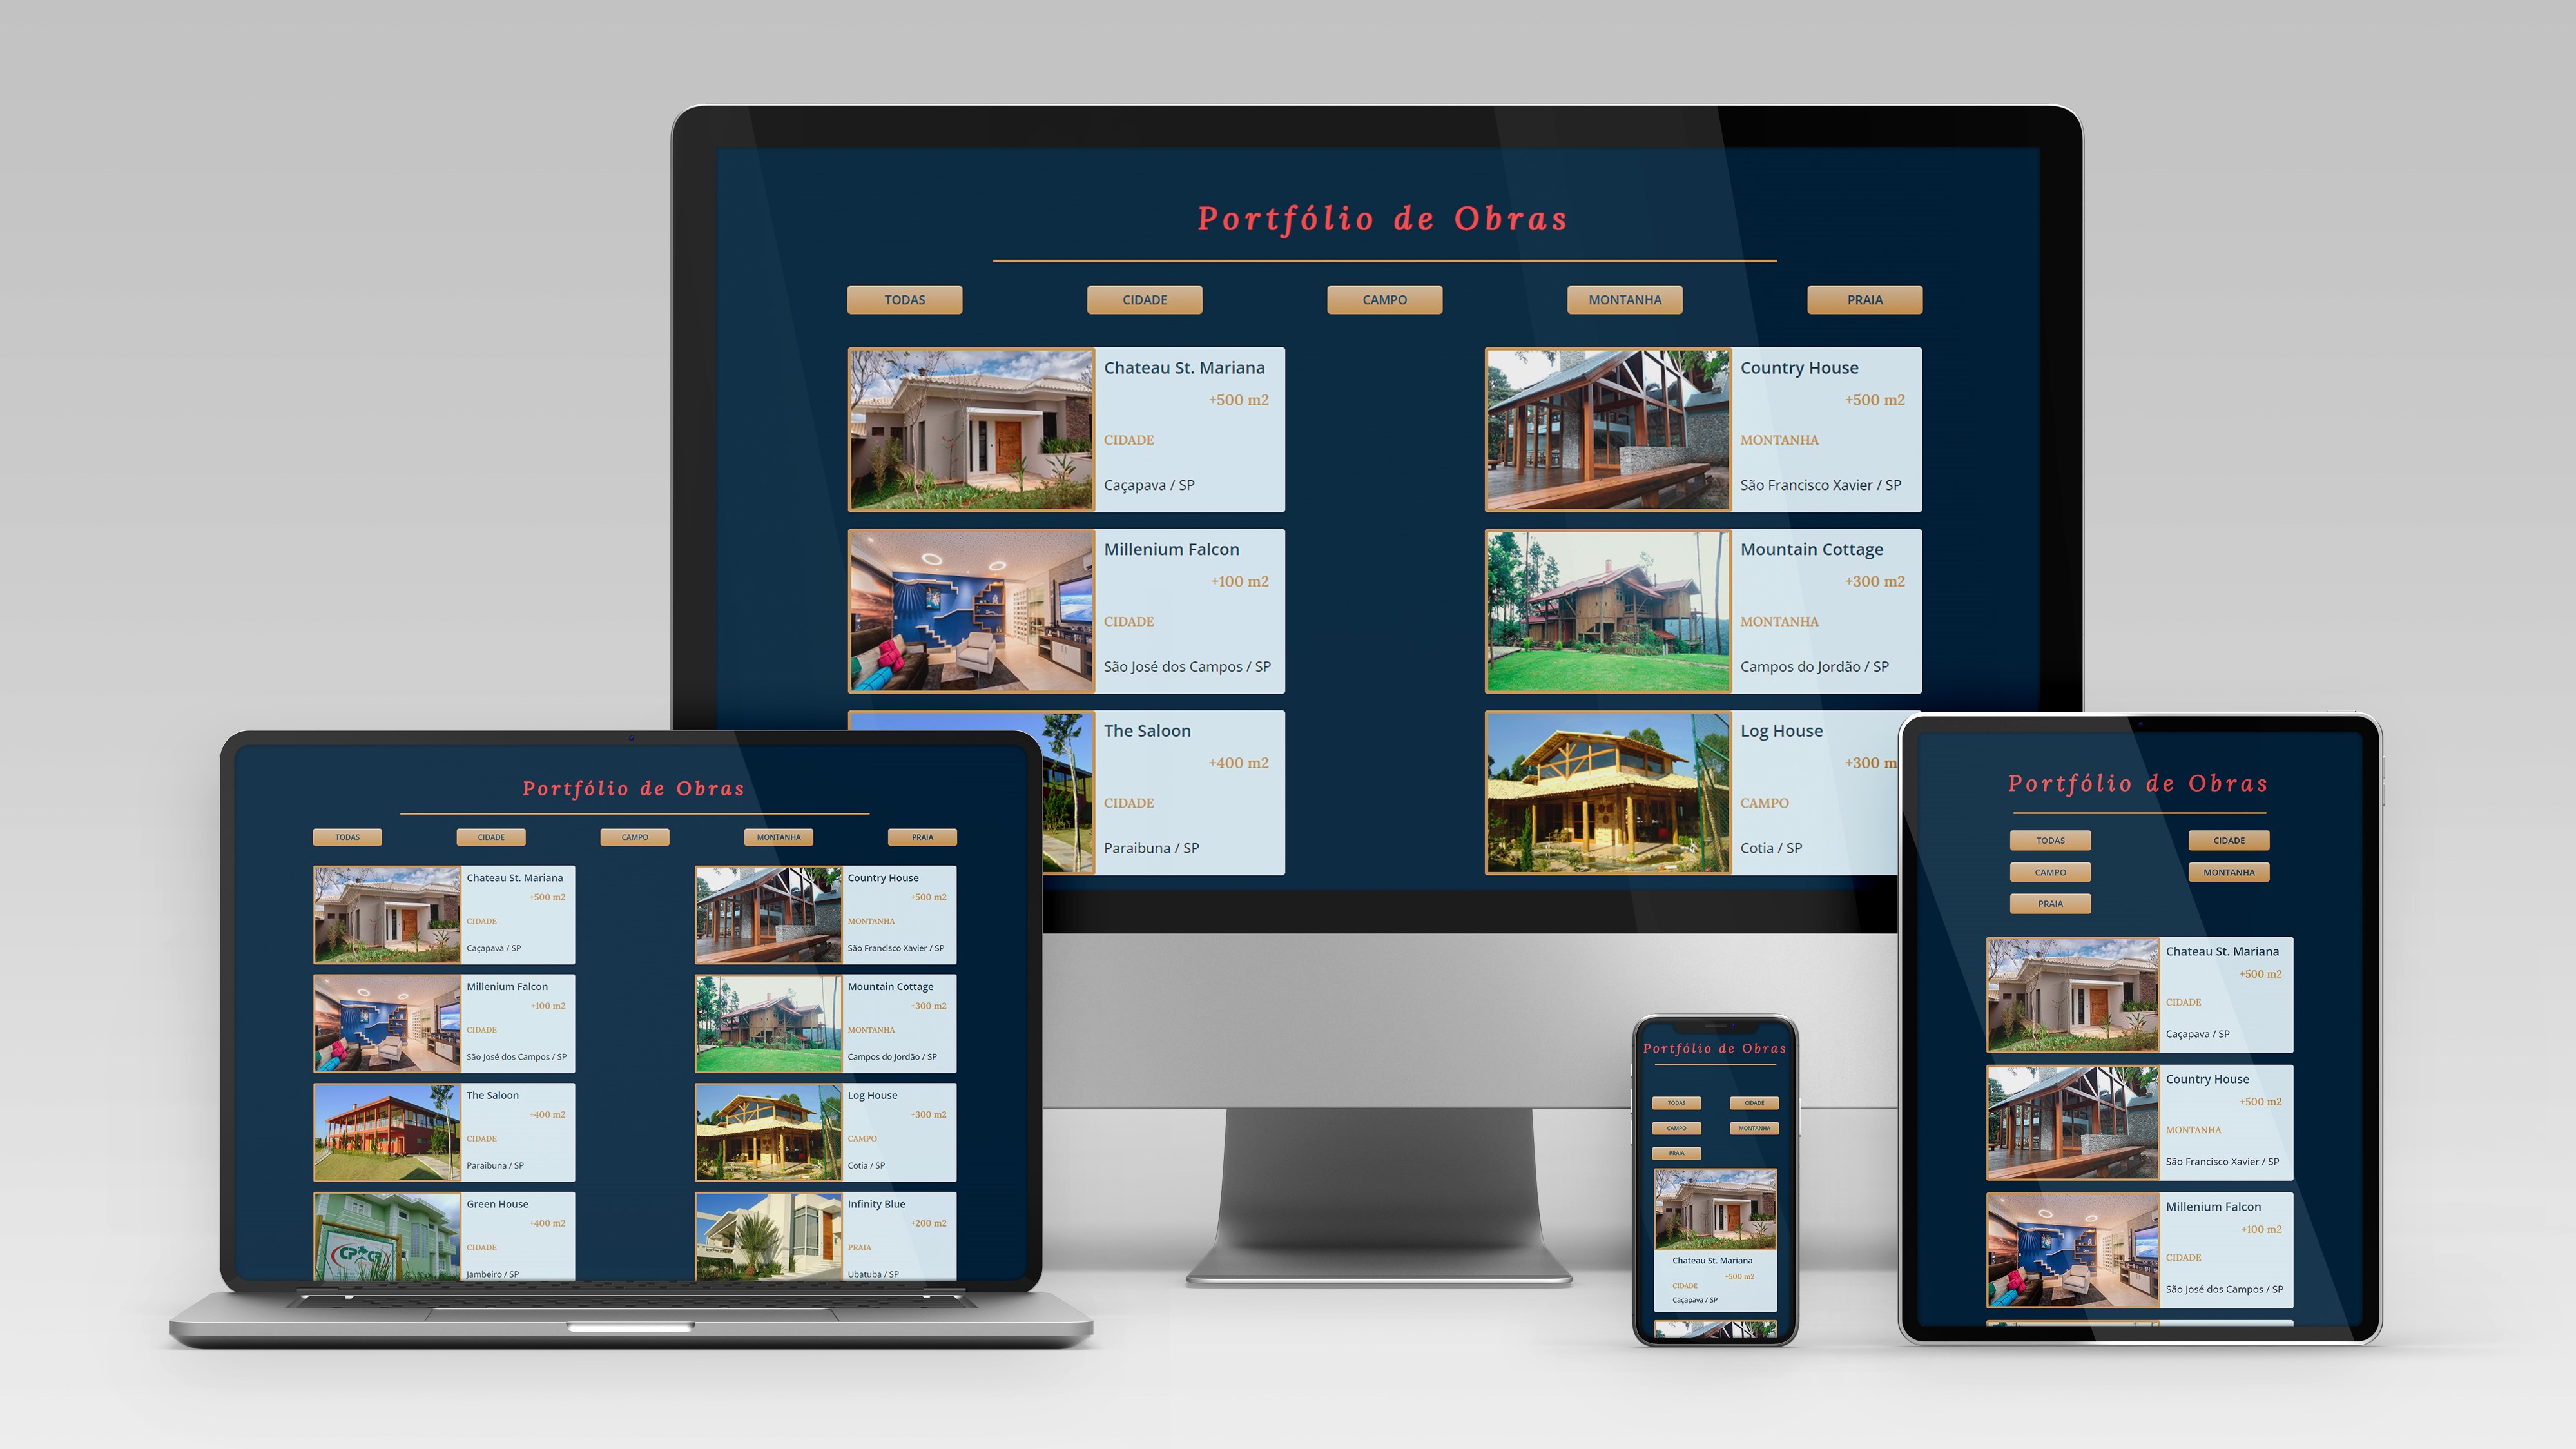 Portfólio de Obras
TODAS
CIDADE
CAMPO
MONTANHA
PRAIA
Chateau St. Mariana
+500 m2
CIDADE
Caçapava / SP
Country House
+500 m2
MONTANHA
São Francisco Xavier / SP
Millenium Falcon
+100 m2
CIDADE
São José dos Campos / SP
Mountain Cottage
+300 m2
MONTANHA
Campos do Jordão / SP
The Saloon
+400 m2
CIDADE
Paraibuna / SP
Log House
+300 m
CAMPO
Cotia / SP
Portfólio de Obras
TODAS
CIDADE
CAMPO
MONTANHA
PRAIA
Chateau St. Mariana
+500 m2
CIDADE
Caçapava / SP
Country House
+500 m2
MONTANHA
São Francisco Xavier / SP
Millenium Falcon
+100 m2
CIDADE
São José dos Campos / SP
Mountain Cottage
+300 m2
MONTANHA
Campos do Jordão / SP
The Saloon
+400 m2
CIDADE
Paraibuna / SP
Log House
+300 m2
CAMPO
Cotia / SP
Green House
+400 m2
CIDADE
Jambeiro / SP
Infinity Blue
+200 m2
PRAIA
Ubatuba / SP
Portfólio de Obras
TODAS
CIDADE
CAMPO
MONTANHA
PRAIA
Chateau St. Mariana
+500 m2
CIDADE
Caçapava / SP
Portfólio de Obras
TODAS
CIDADE
CAMPO
MONTANHA
PRAIA
Chateau St. Mariana
+500 m2
CIDADE
Caçapava / SP
Country House
+500 m2
MONTANHA
São Francisco Xavier / SP
Millenium Falcon
+100 m2
CIDADE
São José dos Campos / SP